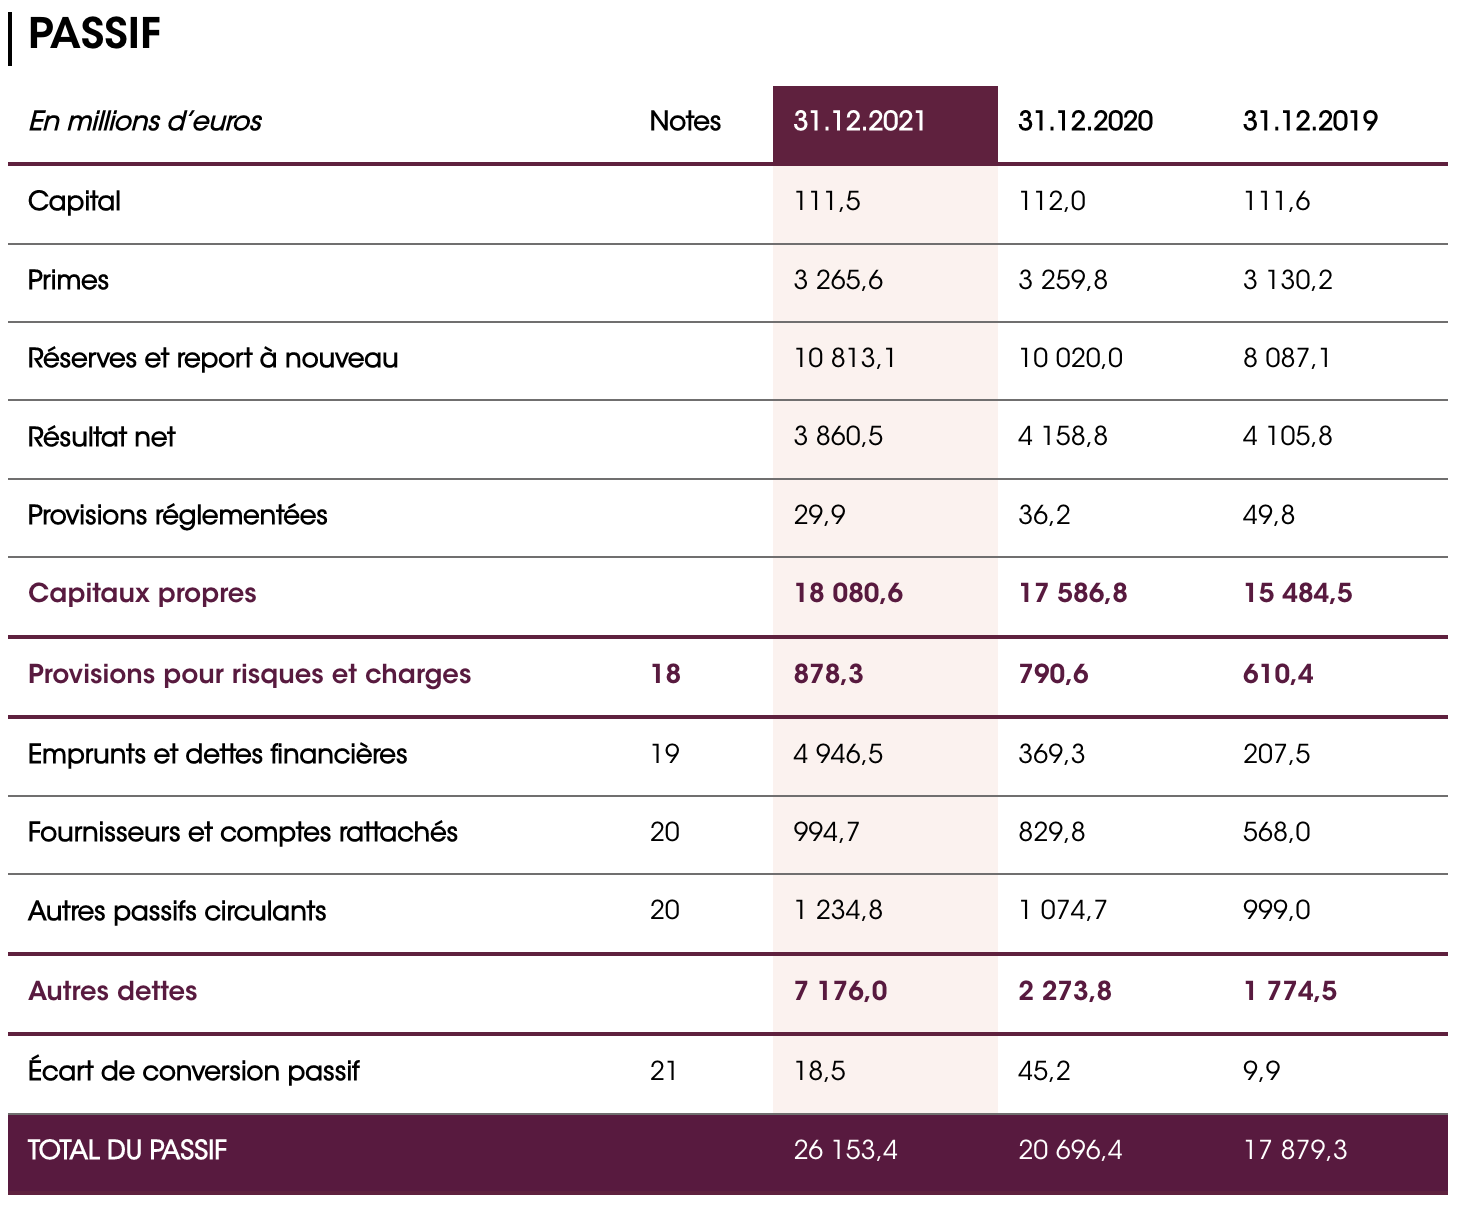 PASSIF
En millions d’euros Notes 31.12.2021 31.12.2020 31.12.2019
Capital 111,5 112,0 111,6
Primes 3 265,6 3 259,8 3 130,2
Réserves et report à nouveau 10 813,1 10 020,0 8 087,1
Résultat net 3 860,5 4 158,8 4 105,8
Provisions réglementées 29,9 36,2 49,8
Capitaux propres 18 080,6 17 586,8 15 484,5
Provisions pour risques et charges 18 878,3 790,6 610,4
Emprunts et dettes financières 19 4 946,5 369,3 207,5
Fournisseurs et comptes rattachés 20 994,7 829,8 568,0
Autres passifs circulants 20 1 234,8 1 074,7 999,0
Autres dettes 7 176,0 2 273,8 1 774,5
Écart de conversion passif 21 18,5 45,2 9,9
TOTAL DU PASSIF 26 153,4 20 696,4 17 879,3